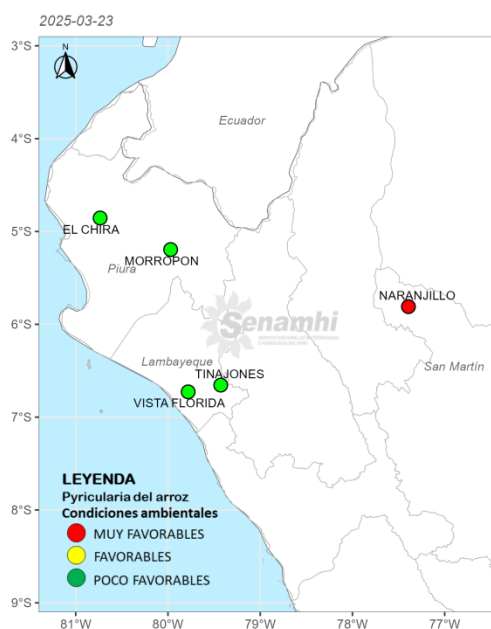 2025-03-23
3°S
N
Ecuador
4°S
EL CHIRA
5°S
MORROPON
Piura
NARANJILLO
6°S
Senamhi
Lambayeque
TINAJONES
San Martín
VISTA FLORIDA
7°S
LEYENDA
Pyricularia del arroz
Condiciones ambientales
8°S
MUY FAVORABLES
FAVORABLES
POCO FAVORABLES
9°S
81°W 80°W 79°W 78°W 77°W